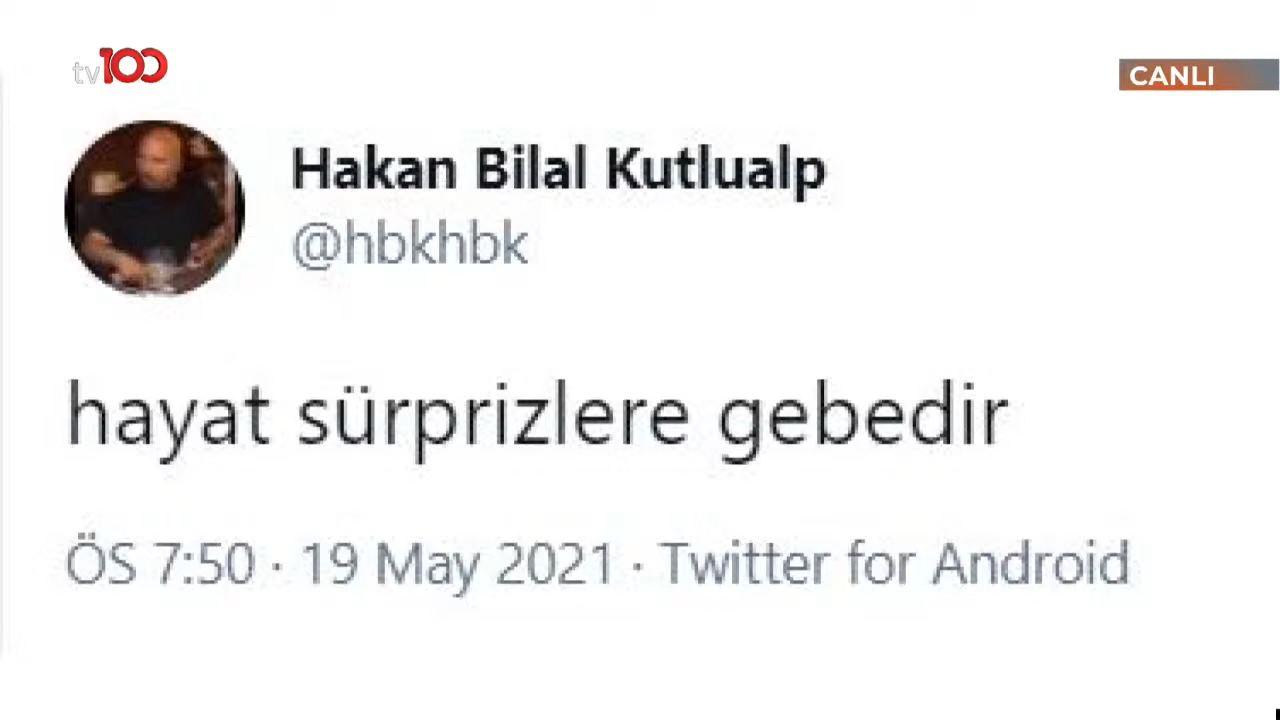 tv100
CANLI
Hakan Bilal Kutlualp
@hbkhbk
hayat sürprizlere gebedir
ÖS 7:50 · 19 May 2021 · Twitter for Android